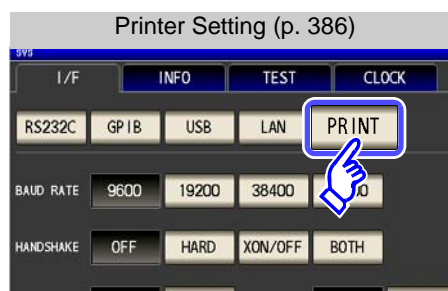 Printer Setting (p. 386)
SYS
I/F INFO TEST CLOCK
RS232C GPIB USB LAN PRINT
BAUD RATE 9600 19200 38400
HANDSHAKE OFF HARD XON/OFF BOTH